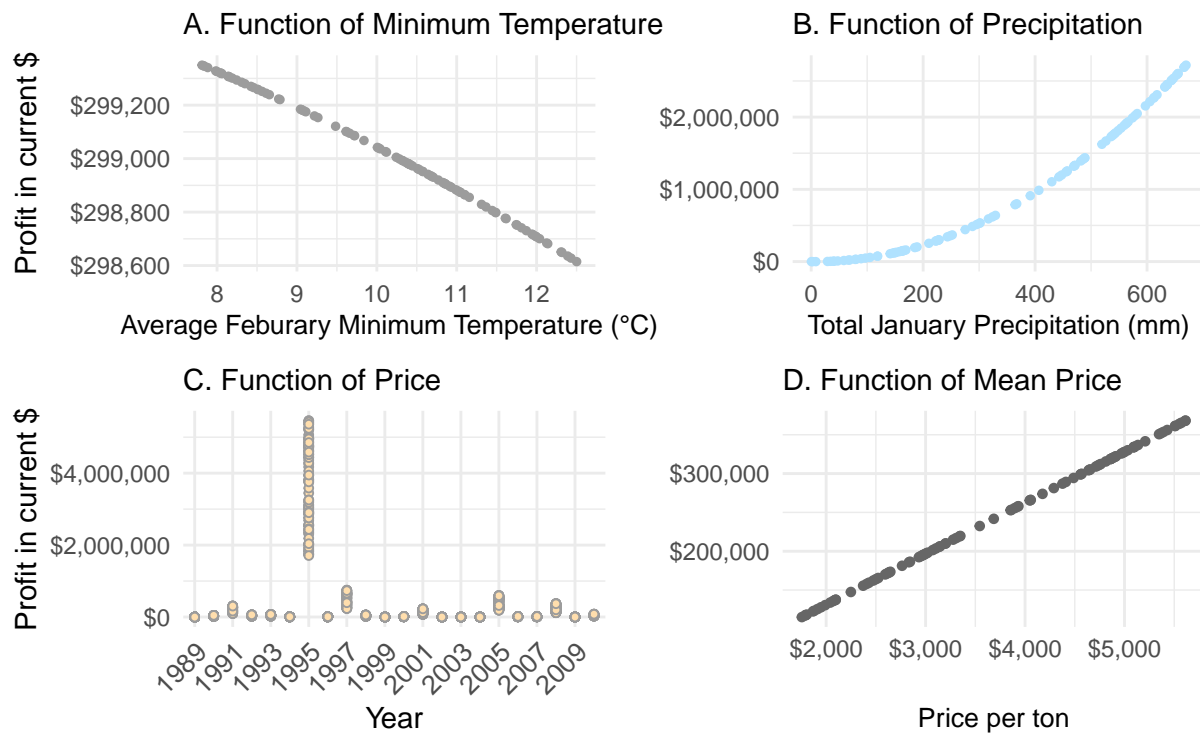 A. Function of Minimum Temperature
Profit in current $
$299,200
$299,000
$298,800
$298,600
8 9 10 11 12
Average Feburary Minimum Temperature (°C)
B. Function of Precipitation
$2,000,000
$1,000,000
$0
0 200 400 600
Total January Precipitation (mm)
C. Function of Price
Profit in current $
$4,000,000
$2,000,000
$0
1989 1991 1993 1995 1997 1999 2001 2003 2005 2007 2009
Year
D. Function of Mean Price
$300,000
$200,000
$2,000 $3,000 $4,000 $5,000
Price per ton